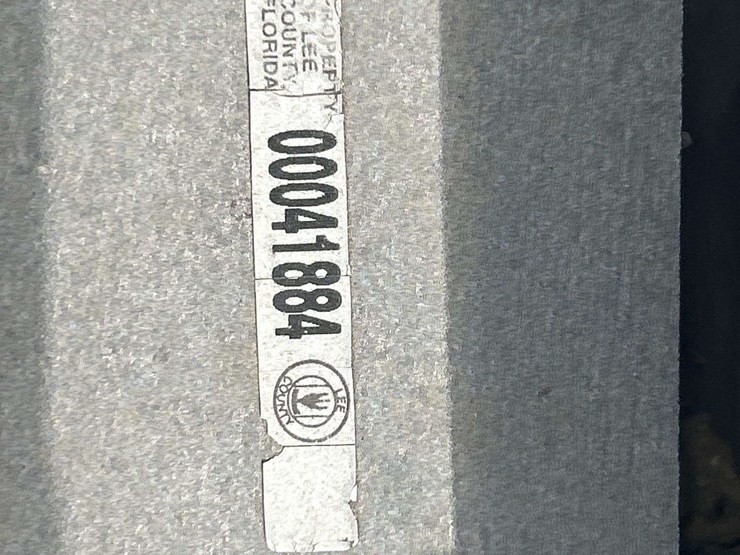 PROPERTY
OF LEE
COUNTY,
FLORIDA
00041884
LEE
COUNTY